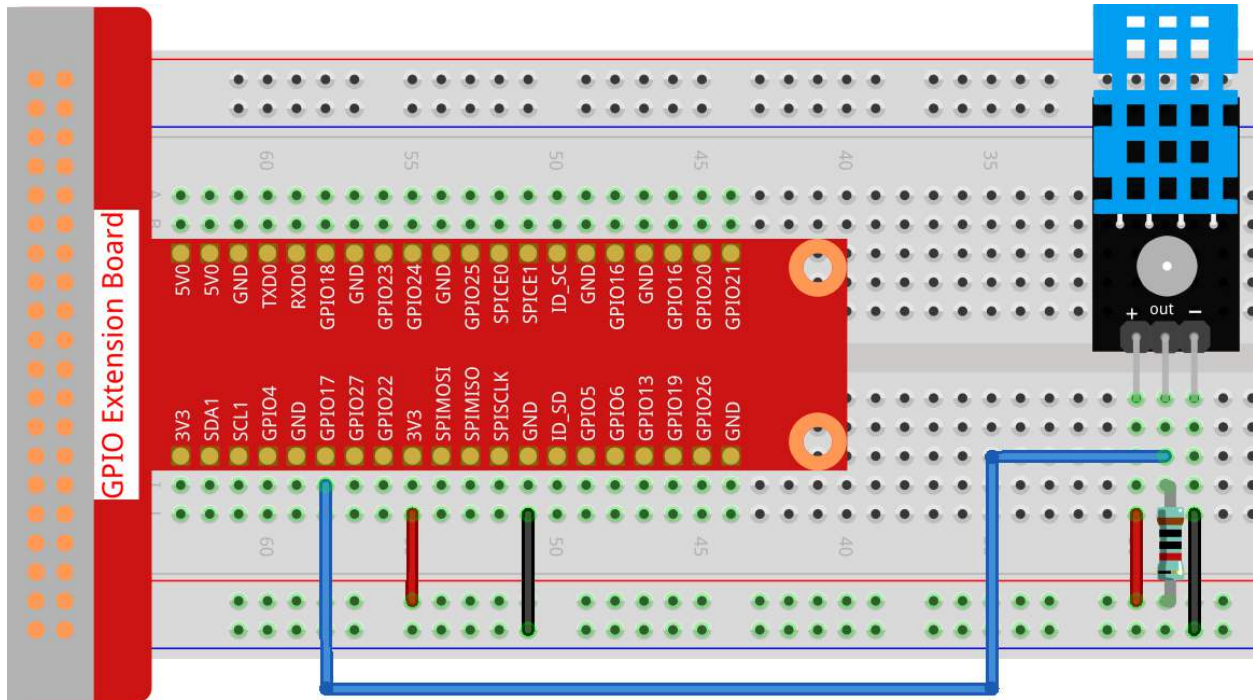 GPIO Extension Board
60 55 50 45 40 35
A
B
5V0 5V0 GND TXD0 RXD0 GPIO18 GND GPIO23 GPIO24 GND GPIO25 SPICE0 SPICE1 ID_SC GND GPIO16 GND GPIO16 GPIO20 GPIO21
+ out −
3V3 SDA1 SCL1 GPIO4 GND GPIO17 GPIO27 GPIO22 3V3 SPIMOSI SPIMISO SPISCLK GND ID_SD GPIO5 GPIO6 GPIO13 GPIO19 GPIO26 GND
I
60 50 45 40